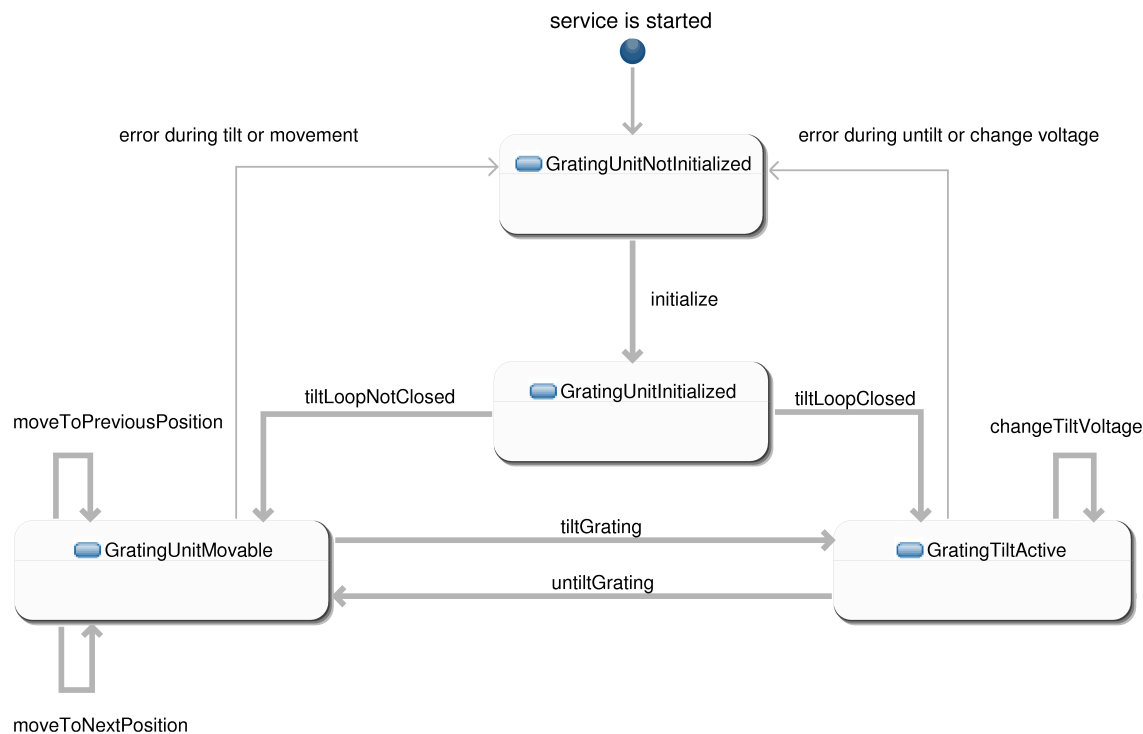 service is started
error during tilt or movement
error during untilt or change voltage
GratingUnitNotInitialized
initialize
GratingUnitInitialized
tiltLoopNotClosed
tiltLoopClosed
moveToPreviousPosition
changeTiltVoltage
tiltGrating
GratingUnitMovable
GratingTiltActive
untiltGrating
moveToNextPosition